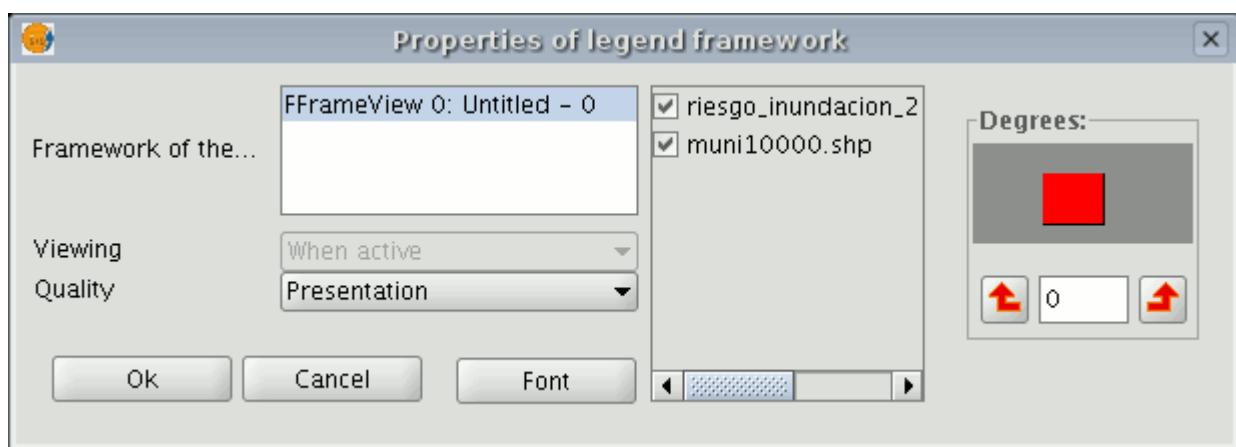 Properties of legend framework
FFrameView 0: Untitled - 0
Framework of the...
riesgo_inundacion_2
muni10000.shp
Degrees:
Viewing
When active
Quality
Presentation
0
Ok
Cancel
Font